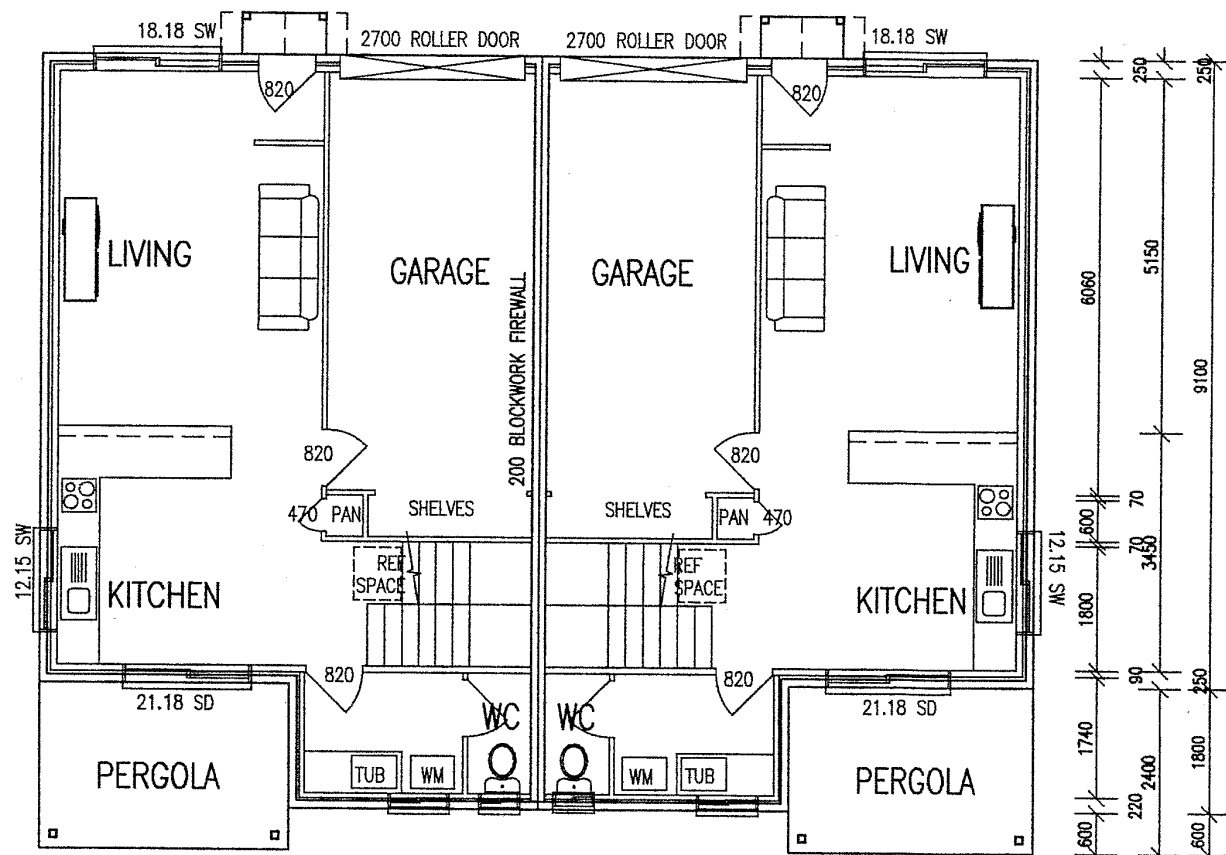 18.18 SW
2700 ROLLER DOOR
2700 ROLLER DOOR
18.18 SW
820
820
250
250
LIVING
GARAGE
GARAGE
LIVING
200 BLOCKWORK FIREWALL
6060
5150
9100
820
820
470
PAN
SHELVES
SHELVES
PAN
470
70
600
70
3450
12.15 SW
REF
SPACE
REF
SPACE
12.15 SW
KITCHEN
KITCHEN
1800
820
820
90
250
21.18 SD
WC
WC
21.18 SD
1740
2400
1800
PERGOLA
TUB
WM
WM
TUB
PERGOLA
220
600
600